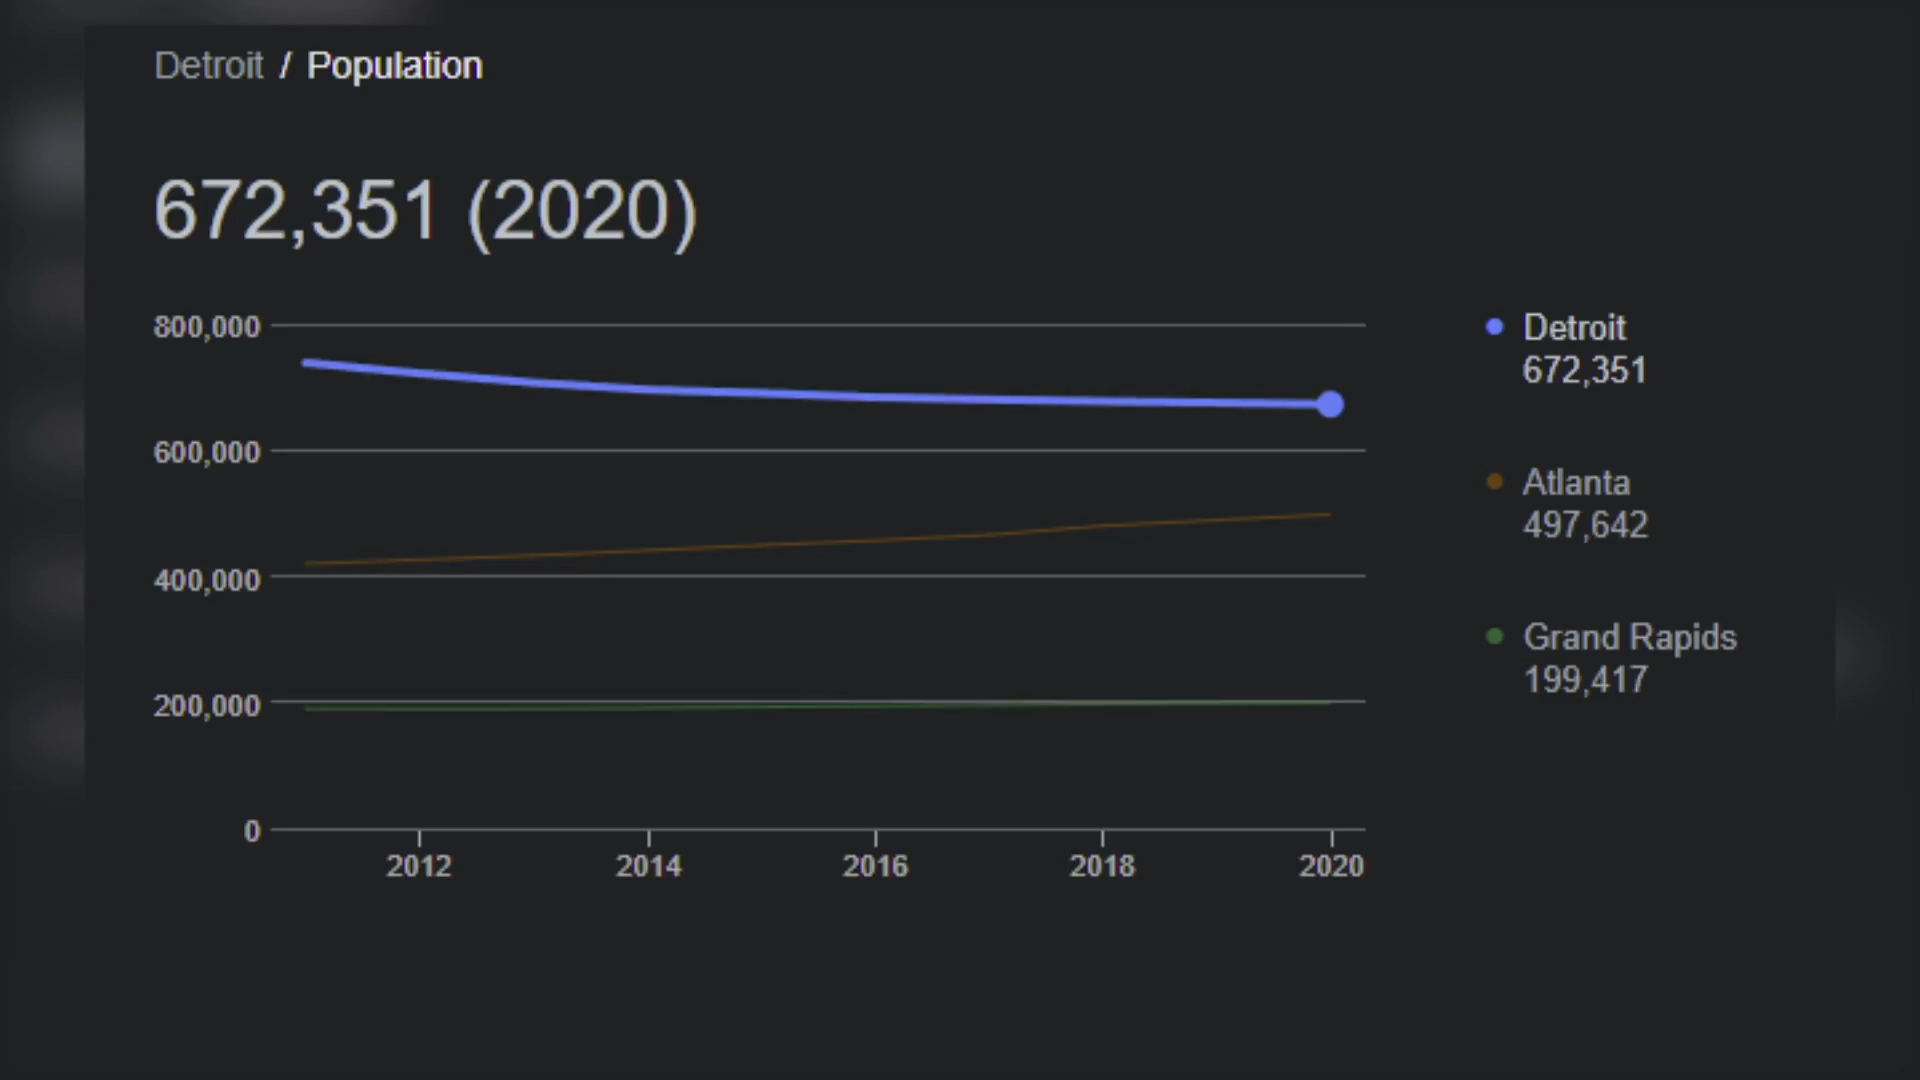 Detroit / Population
672,351 (2020)
800,000
600,000
400,000
200,000
0
2012 2014 2016 2018 2020
Detroit
672,351
Atlanta
497,642
Grand Rapids
199,417